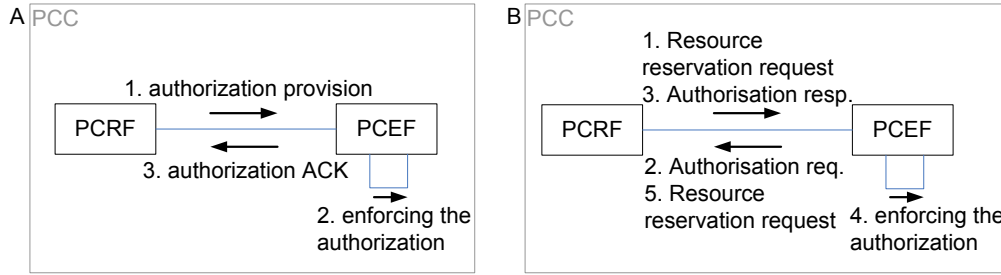 A
PCC
1. authorization provision
PCRF
PCEF
3. authorization ACK
2. enforcing the
authorization
B
PCC
1. Resource
reservation request
3. Authorisation resp.
PCRF
PCEF
2. Authorisation req.
5. Resource
reservation request
4. enforcing the
authorization